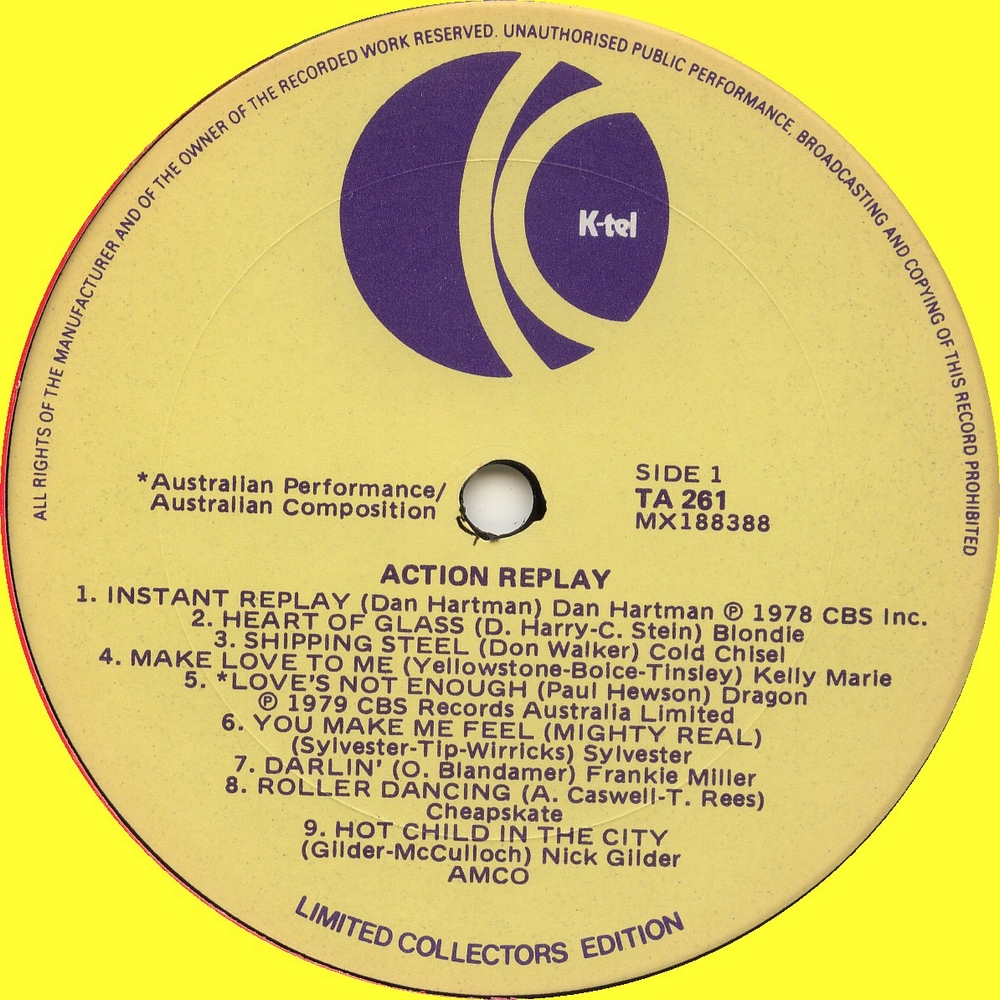 ALL RIGHTS OF THE MANUFACTURER AND OF THE OWNER OF THE RECORDED WORK RESERVED. UNAUTHORISED PUBLIC PERFORMANCE, BROADCASTING AND COPYING OF THIS RECORD PROHIBITED
K-tel
*Australian Performance/
Australian Composition
SIDE 1
TA 261
MX188388
ACTION REPLAY
1. INSTANT REPLAY (Dan Hartman) Dan Hartman ℗ 1978 CBS Inc.
2. HEART OF GLASS (D. Harry-C. Stein) Blondie
3. SHIPPING STEEL (Don Walker) Cold Chisel
4. MAKE LOVE TO ME (Yellowstone-Boice-Tinsley) Kelly Marie
5. *LOVE'S NOT ENOUGH (Paul Hewson) Dragon
℗ 1979 CBS Records Australia Limited
6. YOU MAKE ME FEEL (MIGHTY REAL)
(Sylvester-Tip-Wirricks) Sylvester
7. DARLIN' (O. Blandamer) Frankie Miller
8. ROLLER DANCING (A. Caswell-T. Rees)
Cheapskate
9. HOT CHILD IN THE CITY
(Gilder-McCulloch) Nick Gilder
AMCO
LIMITED COLLECTORS EDITION